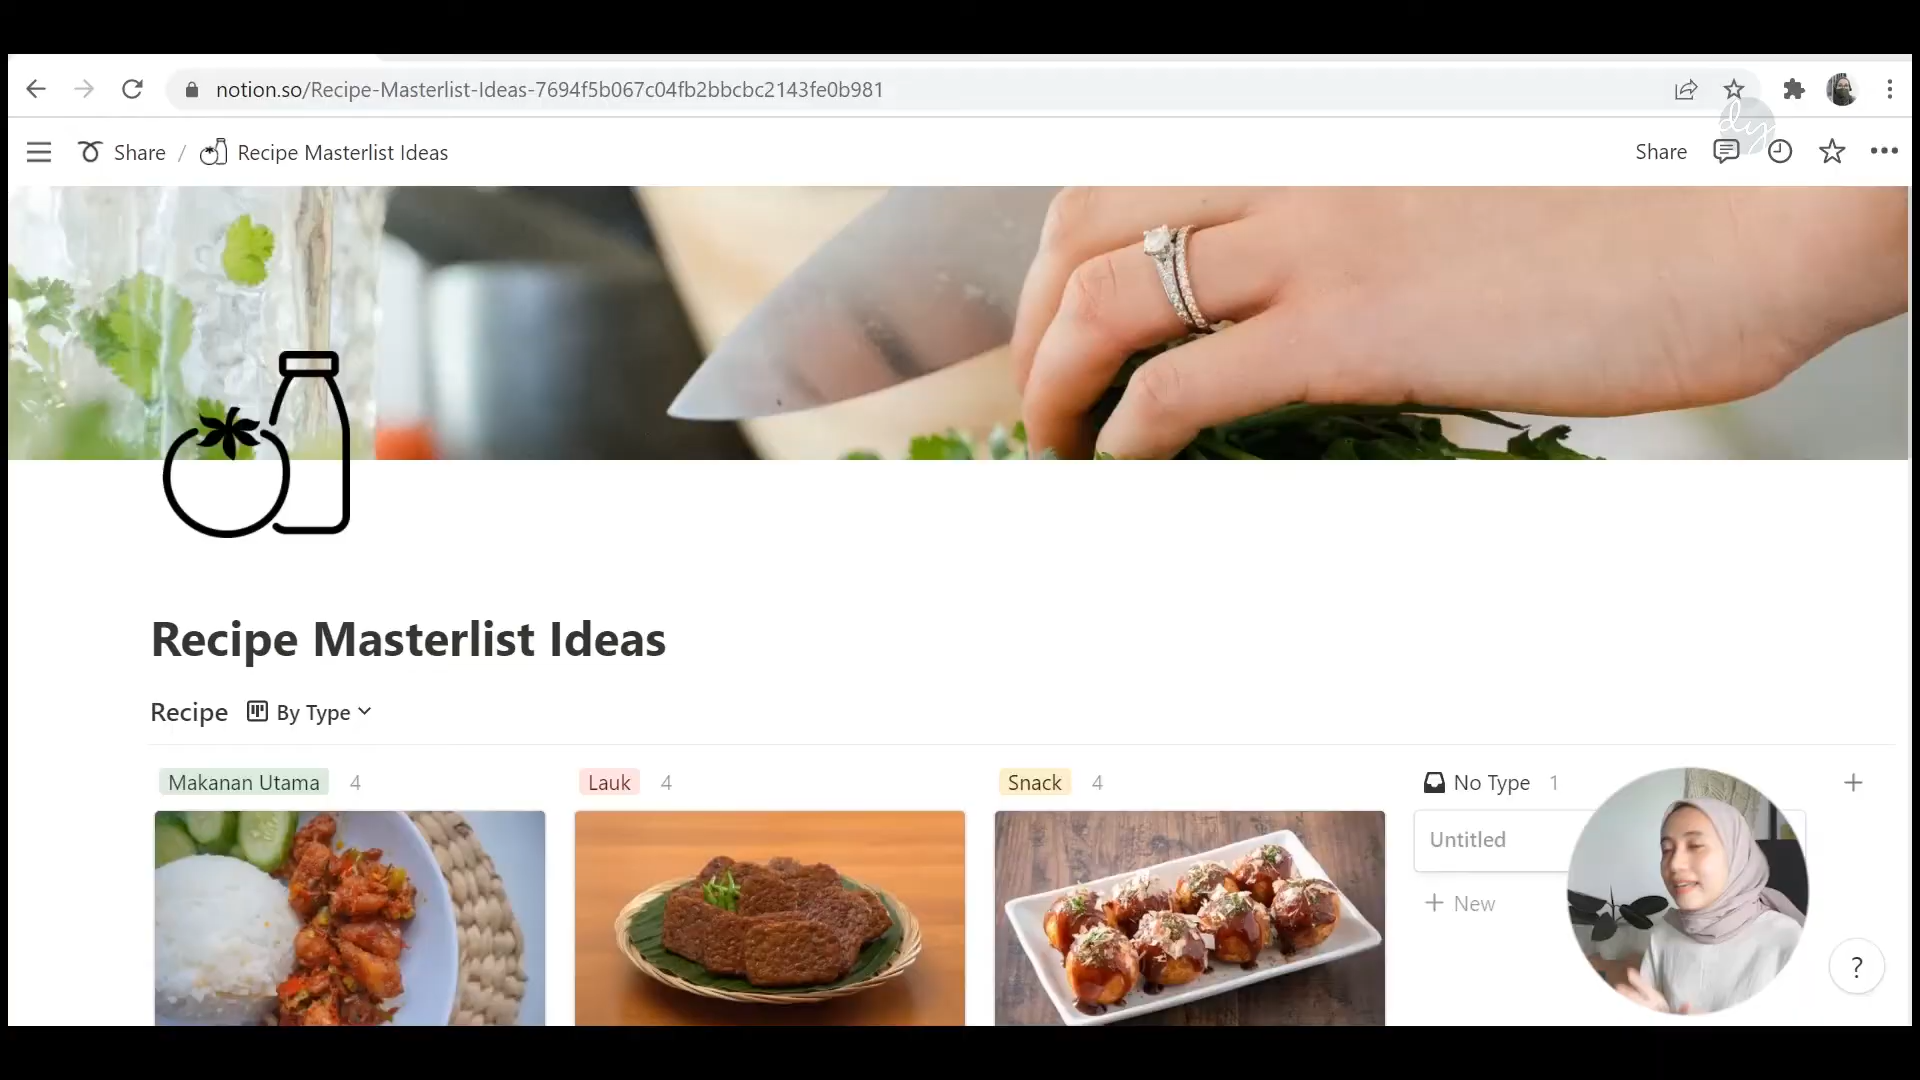 notion.so/Recipe-Masterlist-Ideas-7694f5b067c04fb2bbcbc2143fe0b981
dy
Share / Recipe Masterlist Ideas
Share
Recipe Masterlist Ideas
Recipe By Type
Makanan Utama 4
Lauk 4
Snack 4
No Type 1
+
Untitled
+ New
?